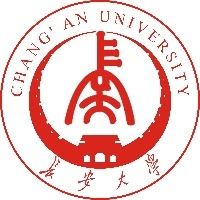 CHANG' AN UNIVERSITY
长安大学